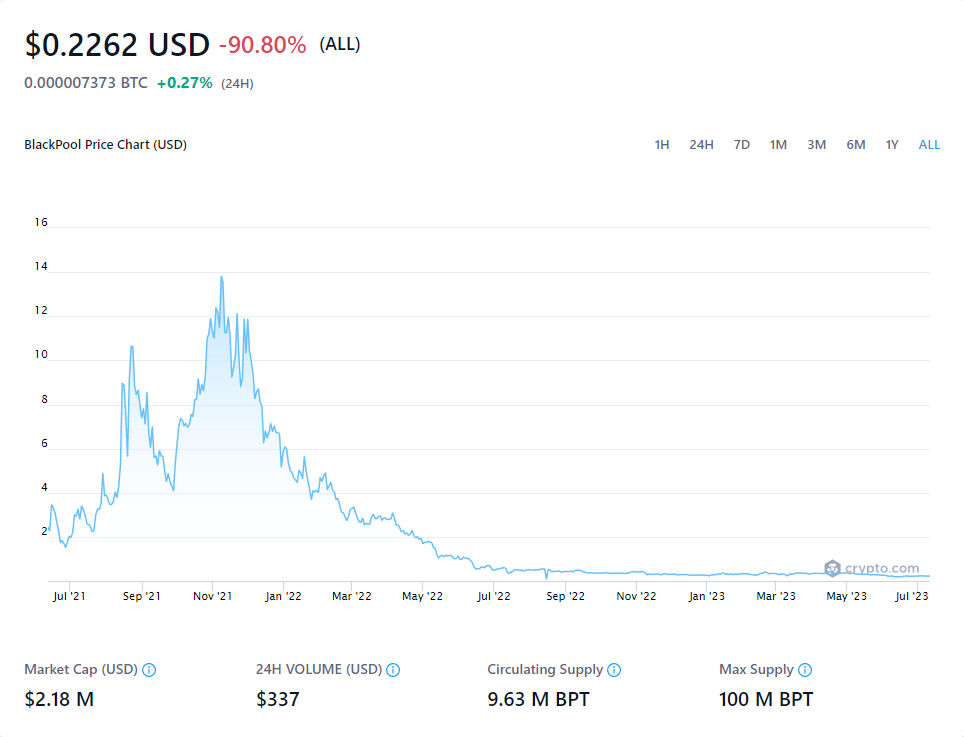 $0.2262 USD -90.80% (ALL)
0.000007373 BTC +0.27% (24H)
BlackPool Price Chart (USD) 1H 24H 7D 1M 3M 6M 1Y ALL
16
14
12
10
8
6
4
2
crypto.com
Jul '21 Sep '21 Nov '21 Jan '22 Mar '22 May '22 Jul '22 Sep '22 Nov '22 Jan '23 Mar '23 May '23 Jul '23
Market Cap (USD) 24H VOLUME (USD) Circulating Supply Max Supply
$2.18 M $337 9.63 M BPT 100 M BPT